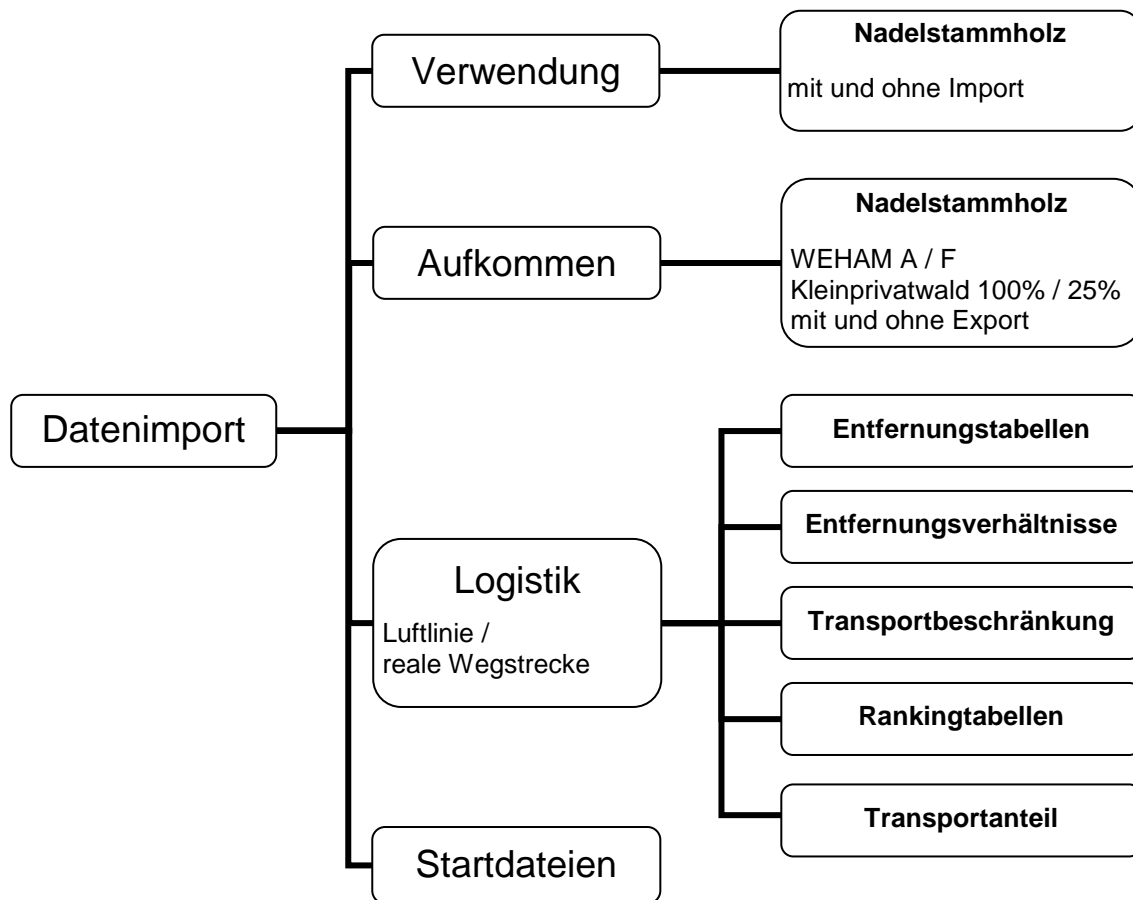 Datenimport
Verwendung
Nadelstammholz
mit und ohne Import
Aufkommen
Nadelstammholz
WEHAM A / F
Kleinprivatwald 100% / 25%
mit und ohne Export
Logistik
Luftlinie /
reale Wegstrecke
Entfernungstabellen
Entfernungsverhältnisse
Transportbeschränkung
Rankingtabellen
Transportanteil
Startdateien